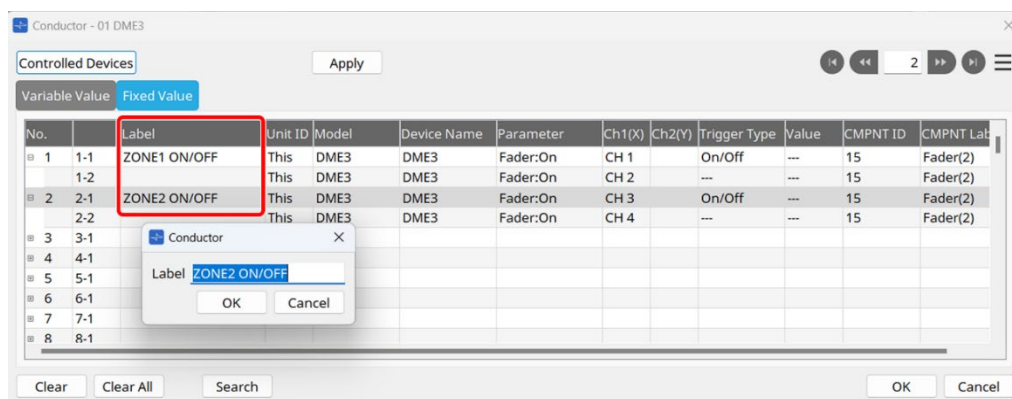 Conductor - 01 DME3
Controlled Devices Apply 2
Variable Value Fixed Value
No. Label Unit ID Model Device Name Parameter Ch1(X) Ch2(Y) Trigger Type Value CMPNT ID CMPNT Lab
1 1-1 ZONE1 ON/OFF This DME3 DME3 Fader:On CH 1 On/Off --- 15 Fader(2)
1-2 This DME3 DME3 Fader:On CH 2 --- --- 15 Fader(2)
2 2-1 ZONE2 ON/OFF This DME3 DME3 Fader:On CH 3 On/Off --- 15 Fader(2)
2-2 This DME3 DME3 Fader:On CH 4 --- --- 15 Fader(2)
3 3-1
4 4-1
5 5-1
6 6-1
7 7-1
8 8-1
Conductor
Label ZONE2 ON/OFF
OK Cancel
Clear Clear All Search OK Cancel